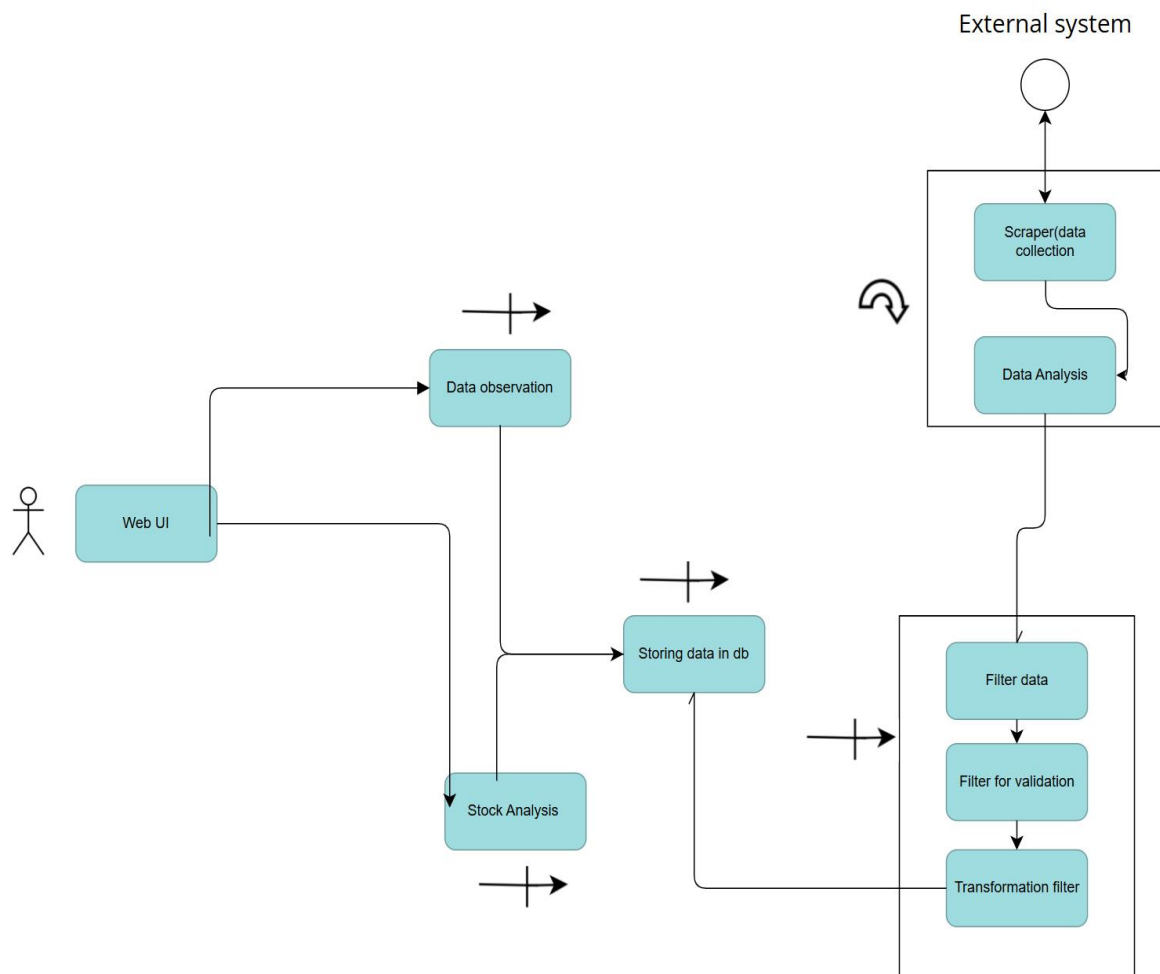 External system
Scraper(data
collection
Data Analysis
Data observation
Web UI
Storing data in db
Filter data
Filter for validation
Stock Analysis
Transformation filter